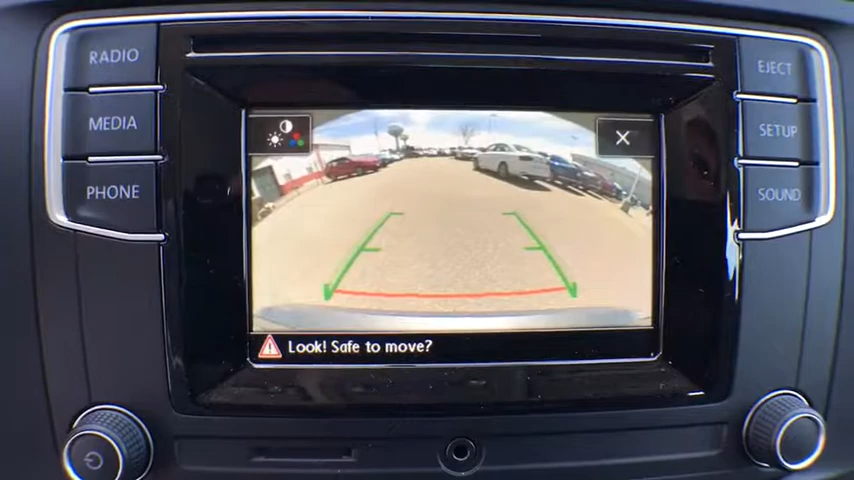 RADIO
MEDIA
PHONE
EJECT
SETUP
SOUND
Look! Safe to move?